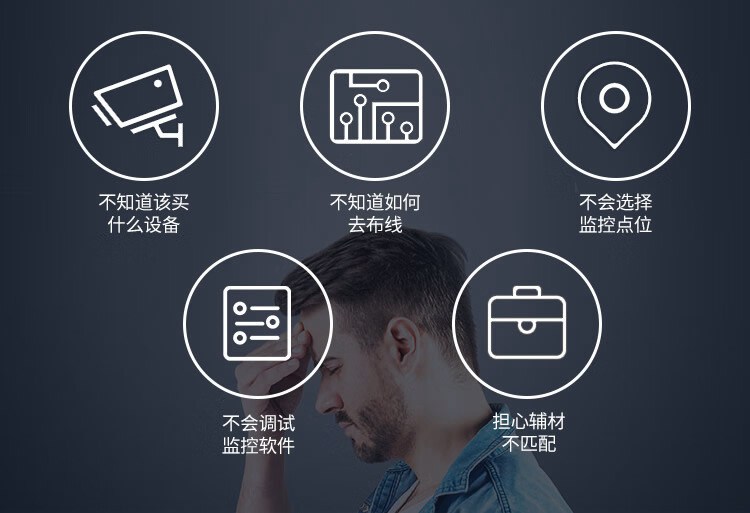 不知道该买
什么设备
不知道如何
去布线
不会选择
监控点位
不会调试
监控软件
担心辅材
不匹配